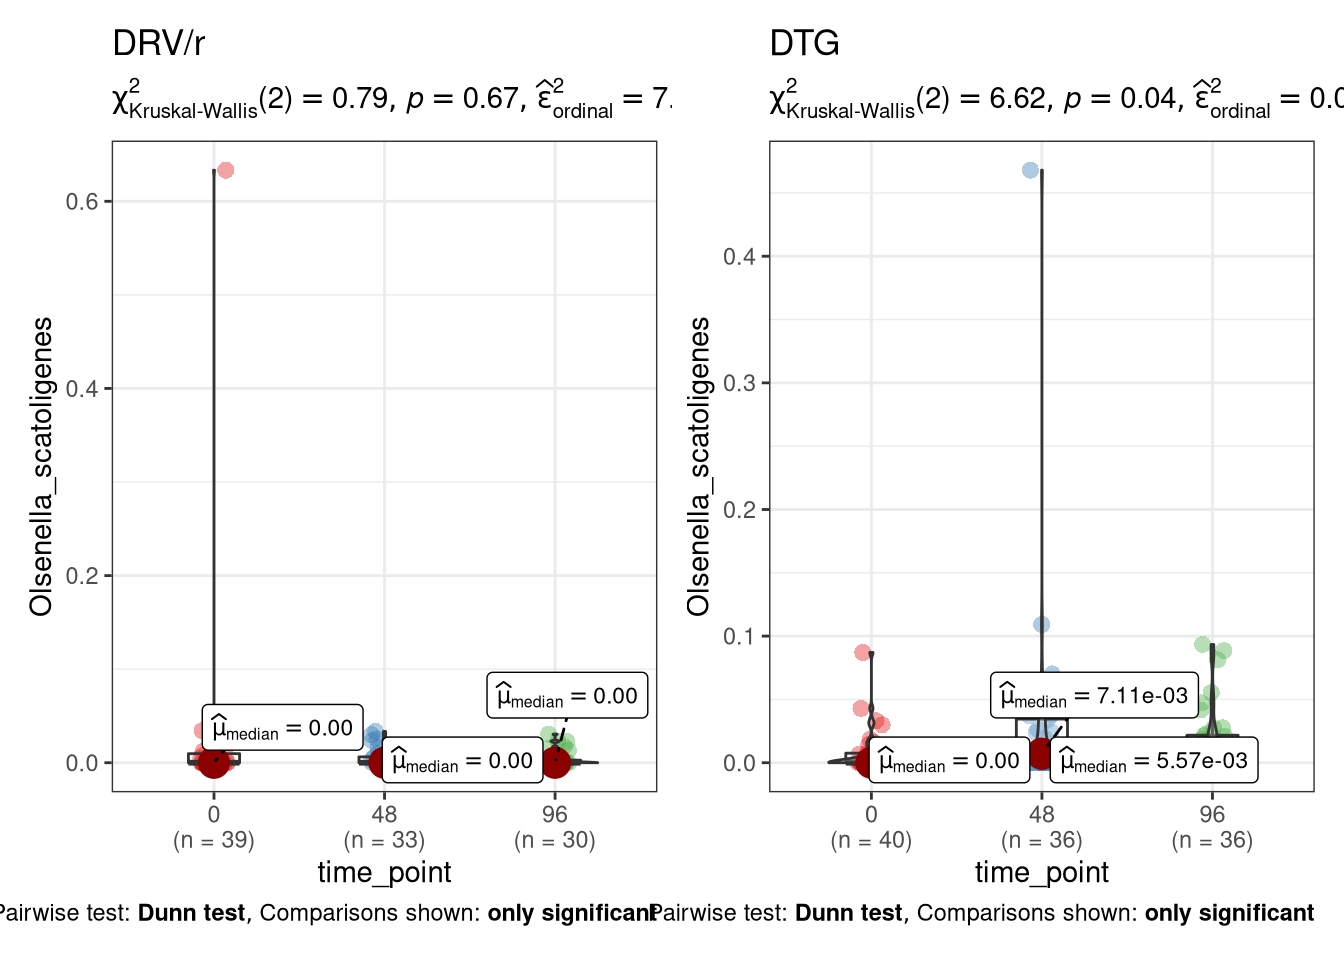 DRV/r
χ²Kruskal-Wallis(2) = 0.79, p = 0.67, ε̂²ordinal = 7.
Olsenella_scatoligenes
0.6
0.4
0.2
0.0
μ̂median = 0.00
μ̂median = 0.00
μ̂median = 0.00
0
(n = 39)
48
(n = 33)
96
(n = 30)
time_point
Pairwise test: Dunn test, Comparisons shown: only significant
DTG
χ²Kruskal-Wallis(2) = 6.62, p = 0.04, ε̂²ordinal = 0.0
Olsenella_scatoligenes
0.4
0.3
0.2
0.1
0.0
μ̂median = 7.11e-03
μ̂median = 0.00
μ̂median = 5.57e-03
0
(n = 40)
48
(n = 36)
96
(n = 36)
time_point
Pairwise test: Dunn test, Comparisons shown: only significant